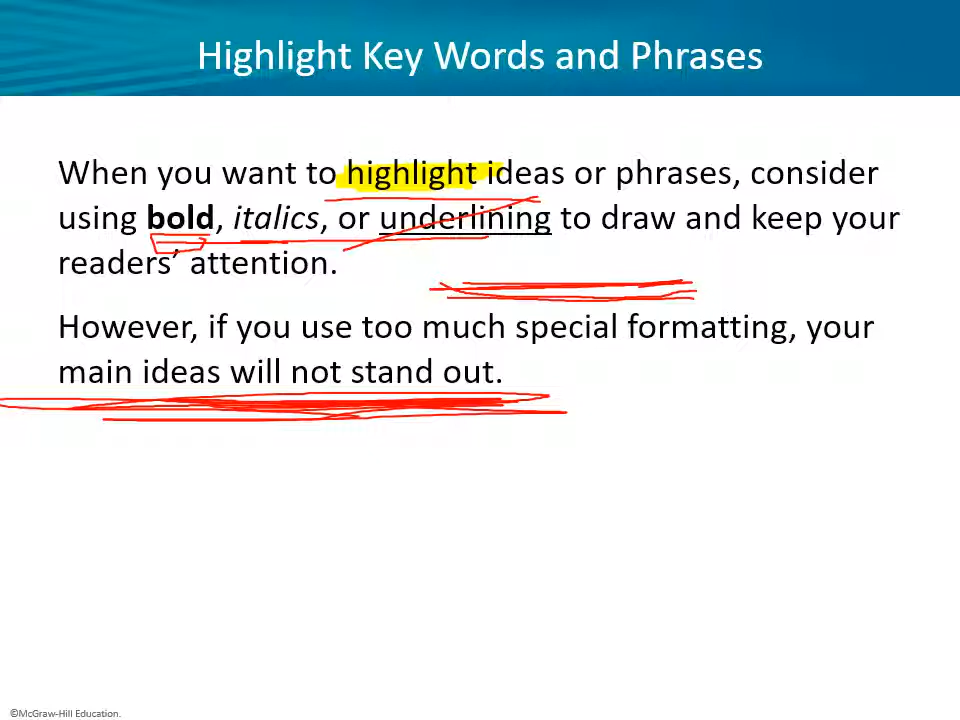 Highlight Key Words and Phrases
When you want to highlight ideas or phrases, consider
using bold, italics, or underlining to draw and keep your
readers’ attention.
However, if you use too much special formatting, your
main ideas will not stand out.
©McGraw-Hill Education.